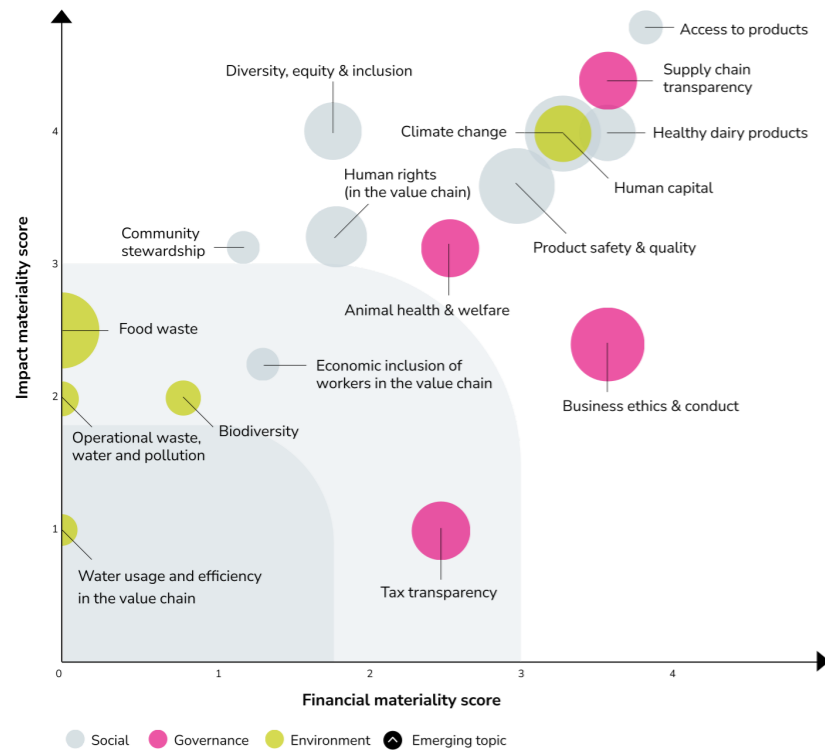 Access to products
Supply chain
transparency
Diversity, equity & inclusion
4
Climate change
Healthy dairy products
Human rights
(in the value chain)
Human capital
Community
stewardship
Product safety & quality
3
Animal health & welfare
Impact materiality score
Food waste
Economic inclusion of
workers in the value chain
2
Business ethics & conduct
Biodiversity
Operational waste,
water and pollution
1
Water usage and efficiency
in the value chain
Tax transparency
0
1
2
3
4
Financial materiality score
Social
Governance
Environment
Emerging topic